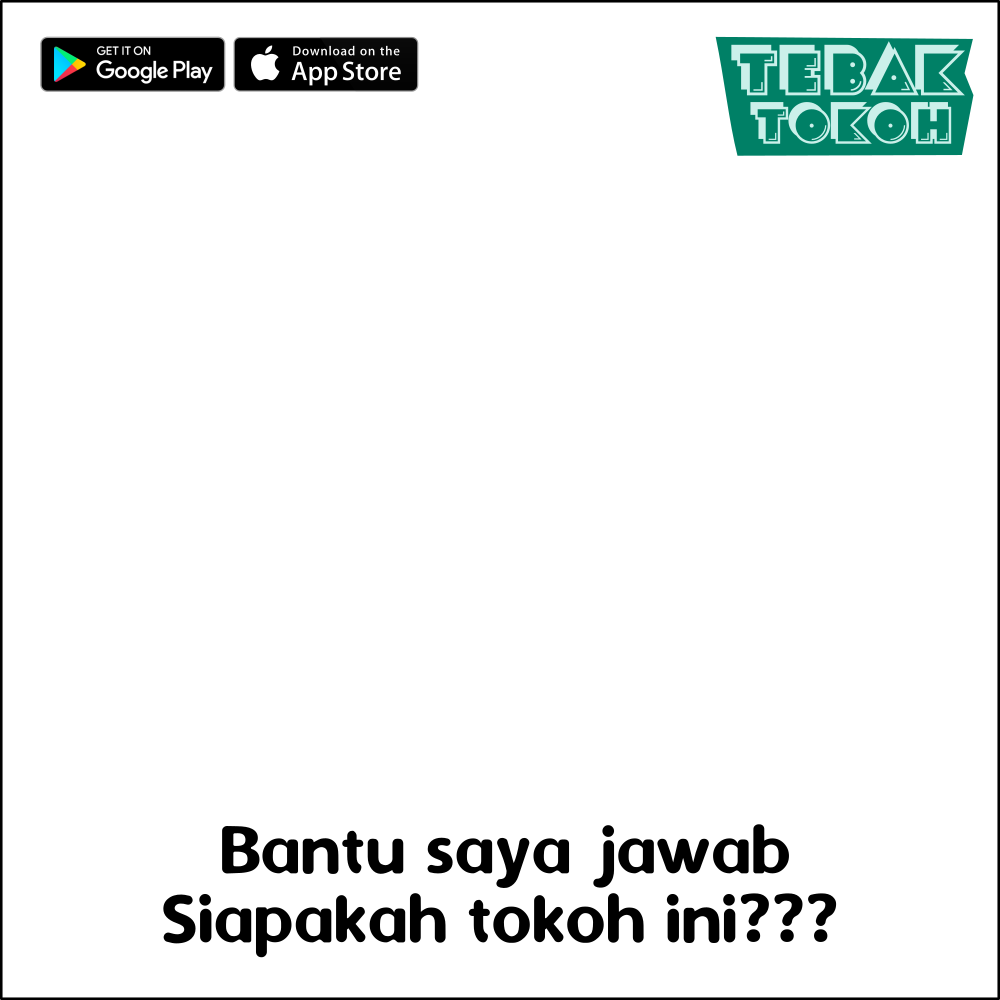 GET IT ON
Google Play
Download on the
App Store
TEBAK
TOKOH
Bantu saya jawab
Siapakah tokoh ini???